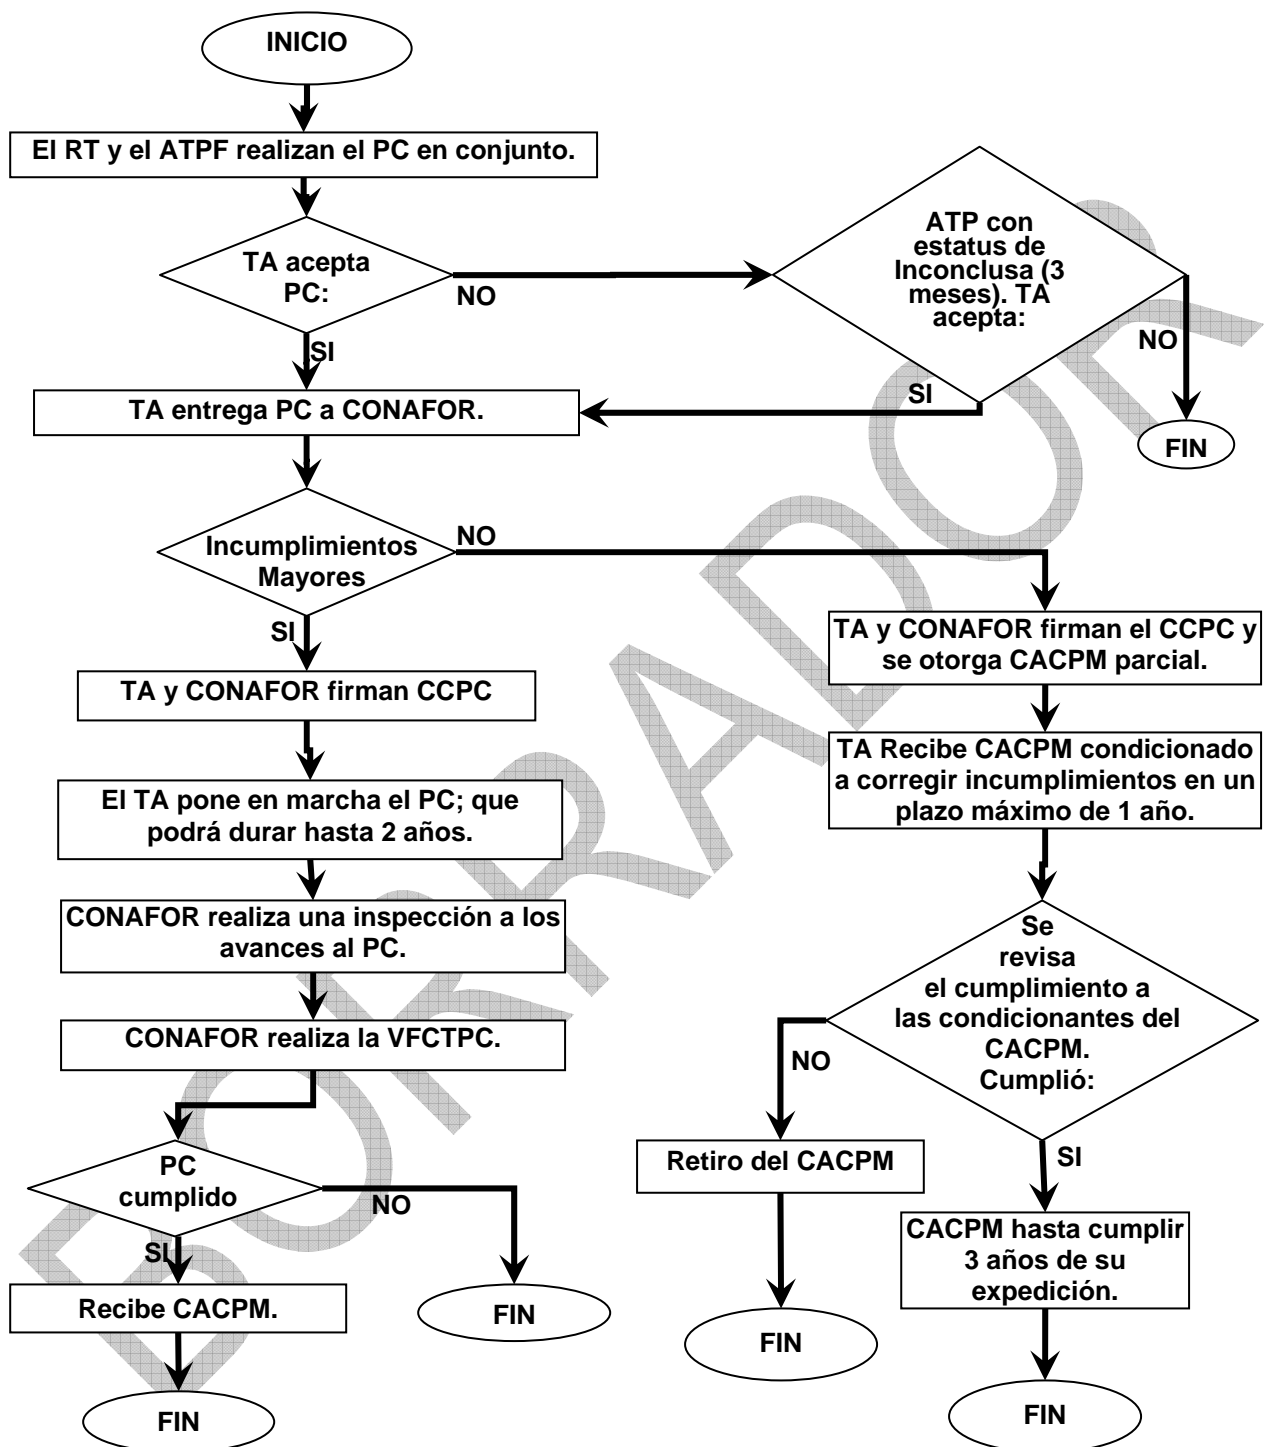 INICIO
El RT y el ATPF realizan el PC en conjunto.
TA acepta
PC:
NO
SI
ATP con
estatus de
Inconclusa (3
meses). TA
acepta:
NO
SI
FIN
TA entrega PC a CONAFOR.
Incumplimientos
Mayores
NO
SI
TA y CONAFOR firman CCPC
El TA pone en marcha el PC; que
podrá durar hasta 2 años.
CONAFOR realiza una inspección a los
avances al PC.
CONAFOR realiza la VFCTPC.
PC
cumplido
NO
SI
Recibe CACPM.
FIN
FIN
TA y CONAFOR firman el CCPC y
se otorga CACPM parcial.
TA Recibe CACPM condicionado
a corregir incumplimientos en un
plazo máximo de 1 año.
Se
revisa
el cumplimiento a
las condicionantes del
CACPM.
Cumplió:
NO
SI
Retiro del CACPM
FIN
CACPM hasta cumplir
3 años de su
expedición.
FIN
BORRADOR